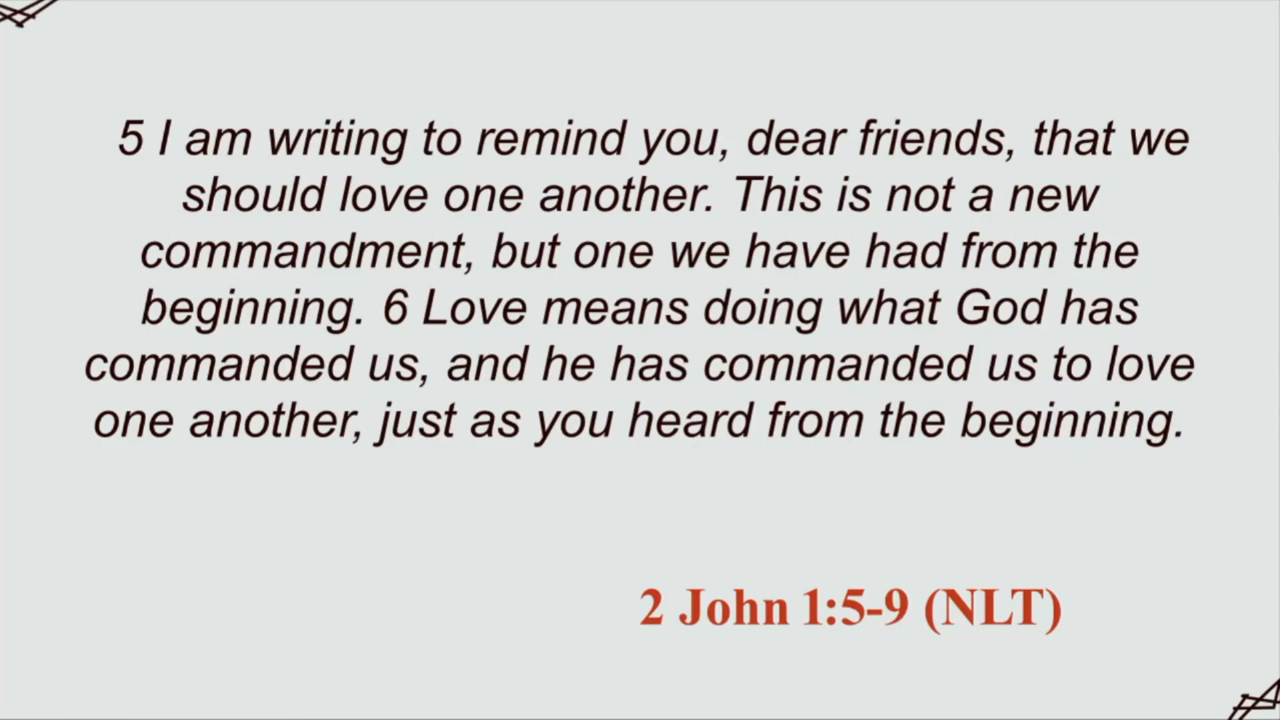 5 I am writing to remind you, dear friends, that we
should love one another. This is not a new
commandment, but one we have had from the
beginning. 6 Love means doing what God has
commanded us, and he has commanded us to love
one another, just as you heard from the beginning.
2 John 1:5-9 (NLT)